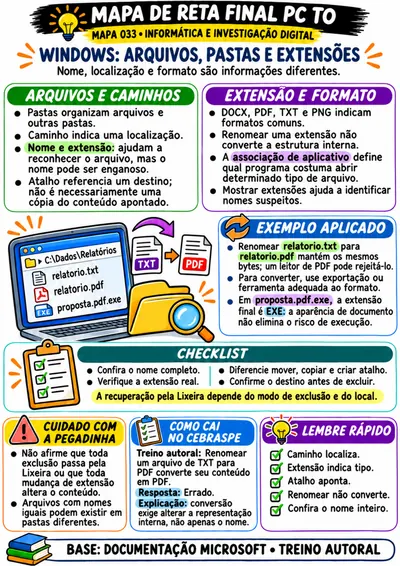 MAPA DE RETA FINAL PC TO
MAPA 033 • INFORMÁTICA E INVESTIGAÇÃO DIGITAL
WINDOWS: ARQUIVOS, PASTAS E EXTENSÕES
Nome, localização e formato são informações diferentes.
ARQUIVOS E CAMINHOS
• Pastas organizam arquivos e
outras pastas.
• Caminho indica uma localização.
• Nome e extensão: ajudam a
reconhecer o arquivo, mas o
nome pode ser enganoso.
• Atalho referencia um destino;
não é necessariamente uma
cópia do conteúdo apontado.
EXTENSÃO E FORMATO
• DOCX, PDF, TXT e PNG indicam
formatos comuns.
• Renomear uma extensão não
converte a estrutura interna.
• A associação de aplicativo define
qual programa costuma abrir
determinado tipo de arquivo.
• Mostrar extensões ajuda a identificar
nomes suspeitos.
C:\Dados\Relatórios
relatorio.txt
relatorio.pdf
EXE proposta.pdf.exe
TXT
PDF
EXEMPLO APLICADO
• Renomear relatorio.txt para
relatorio.pdf mantém os mesmos
bytes; um leitor de PDF pode rejeitá-lo.
• Para converter, use exportação ou
ferramenta adequada ao formato.
• Em proposta.pdf.exe, a extensão
final é EXE: a aparência de documento
não elimina o risco de execução.
CHECKLIST
• Confira o nome completo.
• Verifique a extensão real.
• Diferencie mover, copiar e criar atalho.
• Confirme o destino antes de excluir.
A recuperação pela Lixeira depende do modo de exclusão e do local.
CUIDADO COM
A PEGADINHA
• Não afirme que toda
exclusão passa pela
Lixeira ou que toda
mudança de extensão
altera o conteúdo.
• Arquivos com nomes
iguais podem existir em
pastas diferentes.
COMO CAI
NO CEBRASPE
Treino autoral: Renomear
um arquivo de TXT para
PDF converte seu conteúdo
em PDF.
Resposta: Errado.
Explicação: conversão
exige alterar a representação
interna, não apenas o nome.
LEMBRE RÁPIDO
Caminho localiza.
Extensão indica tipo.
Atalho aponta.
Renomear não converte.
Confira o nome inteiro.
BASE: DOCUMENTAÇÃO MICROSOFT • TREINO AUTORAL